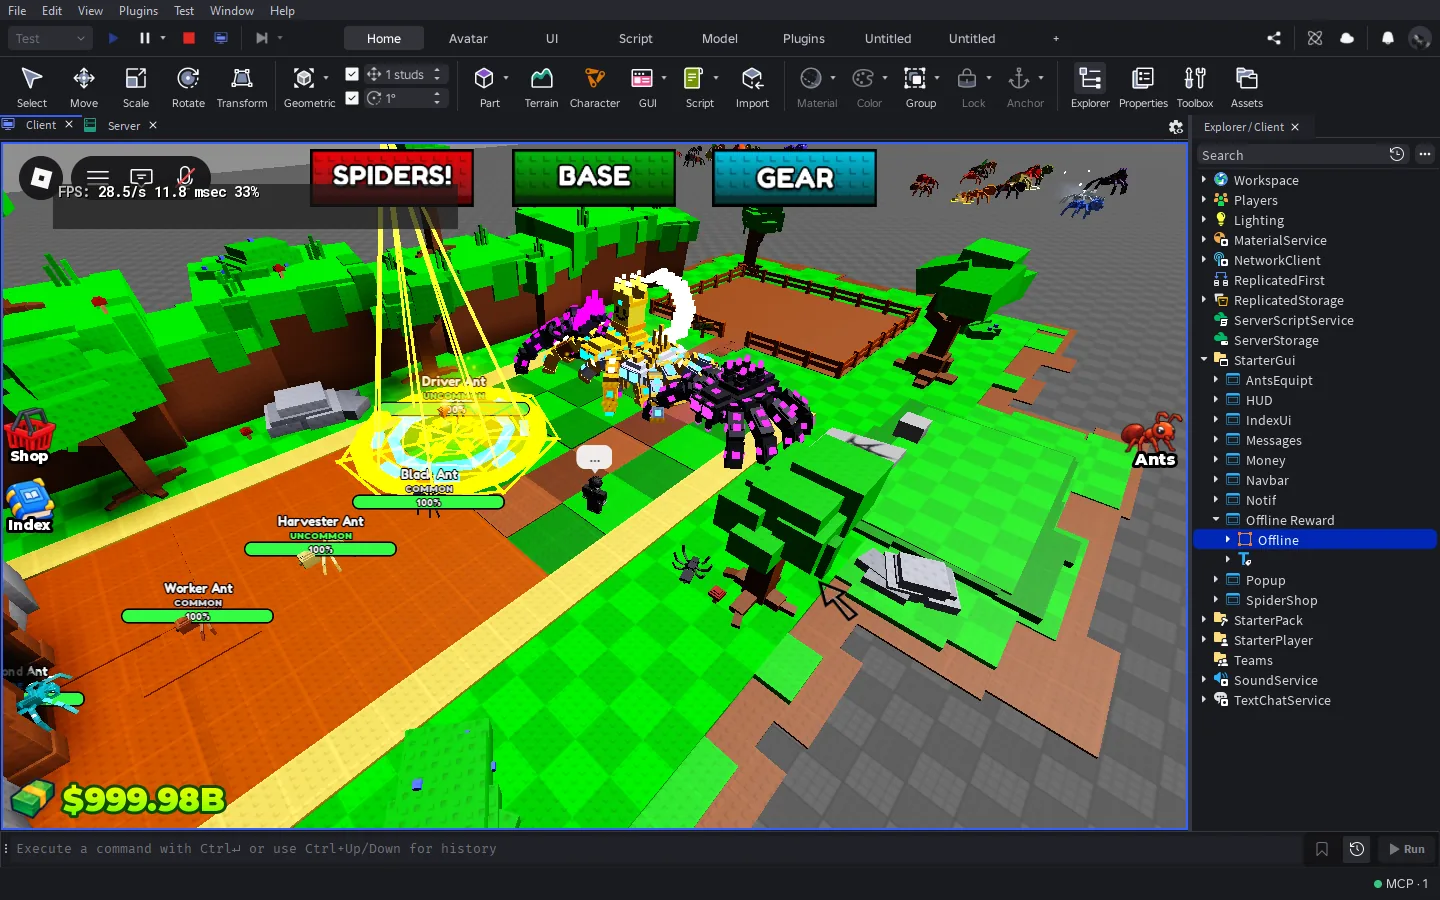 File Edit View Plugins Test Window Help
Test
Home Avatar UI Script Model Plugins Untitled Untitled +
Select Move Scale Rotate Transform Geometric 1 studs 1° Part Terrain Character GUI Script Import Material Color Group Lock Anchor Explorer Properties Toolbox Assets
Client Server
Explorer/Client
Search
SPIDERS! BASE GEAR
FPS: 28.5/s 11.8 msec 33%
Workspace
Players
Lighting
MaterialService
NetworkClient
ReplicatedFirst
ReplicatedStorage
ServerScriptService
ServerStorage
StarterGui
AntsEquipt
HUD
IndexUi
Messages
Money
Navbar
Notif
Offline Reward
Offline
Popup
SpiderShop
StarterPack
StarterPlayer
Teams
SoundService
TextChatService
Driver Ant
UNCOMMON
Black Ant
COMMON
100%
Harvester Ant
UNCOMMON
100%
Worker Ant
COMMON
100%
ond Ant
...
Shop
Index
Ants
$999.98B
Execute a command with Ctrl↵ or use Ctrl+Up/Down for history
Run
MCP · 1